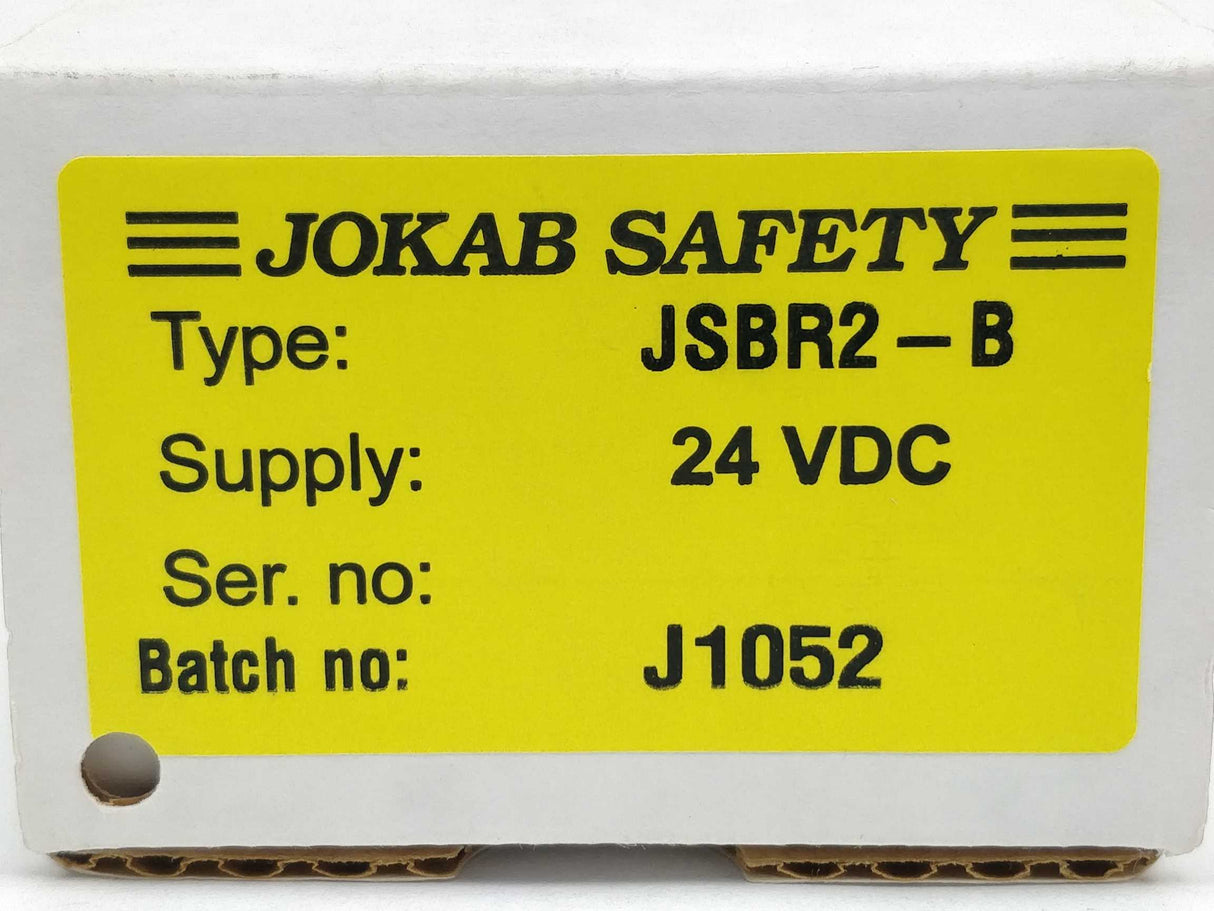 JOKAB SAFETY
Type: JSBR2-B
Supply: 24 VDC
Ser. no:
Batch no: J1052